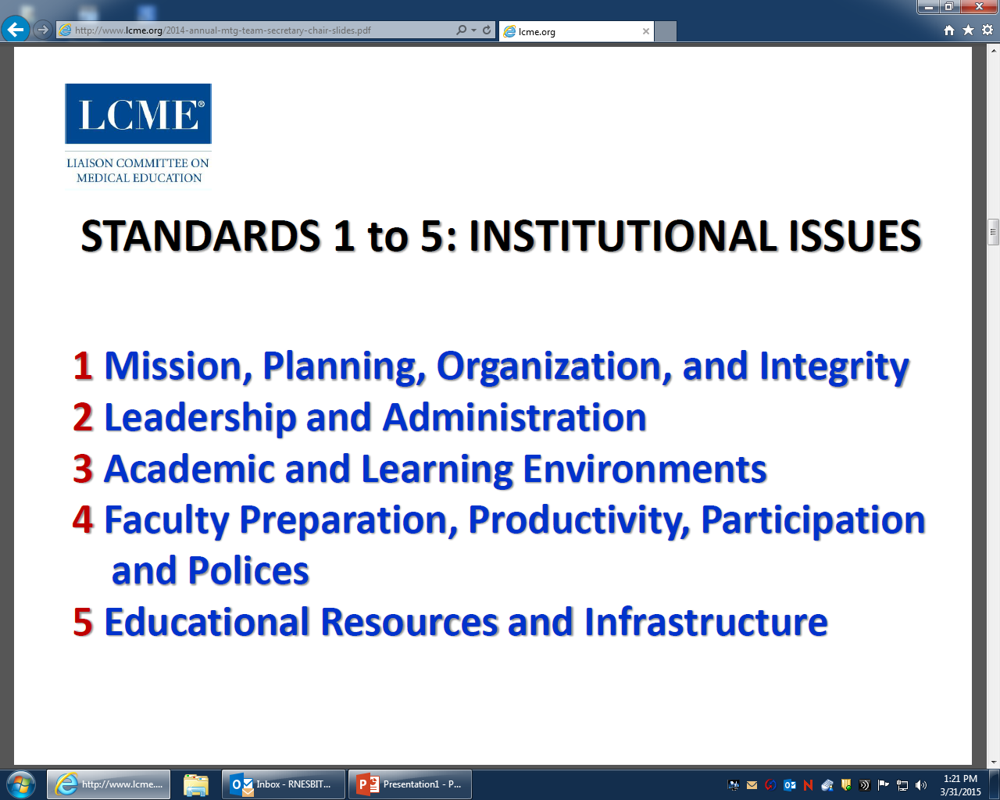 http://www.lcme.org/2014-annual-mtg-team-secretary-chair-slides.pdf
lcme.org
LCME®
LIAISON COMMITTEE ON
MEDICAL EDUCATION
STANDARDS 1 to 5: INSTITUTIONAL ISSUES
1 Mission, Planning, Organization, and Integrity
2 Leadership and Administration
3 Academic and Learning Environments
4 Faculty Preparation, Productivity, Participation
and Polices
5 Educational Resources and Infrastructure
http://www.lcme....
Inbox - RNESBIT...
Presentation1 - P...
1:21 PM
3/31/2015